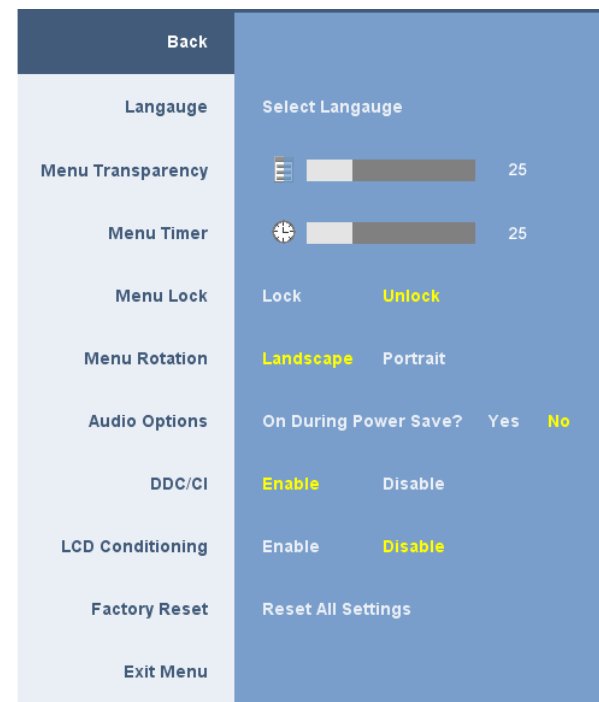 Back
Langauge Select Langauge
Menu Transparency 25
Menu Timer 25
Menu Lock Lock Unlock
Menu Rotation Landscape Portrait
Audio Options On During Power Save? Yes No
DDC/CI Enable Disable
LCD Conditioning Enable Disable
Factory Reset Reset All Settings
Exit Menu